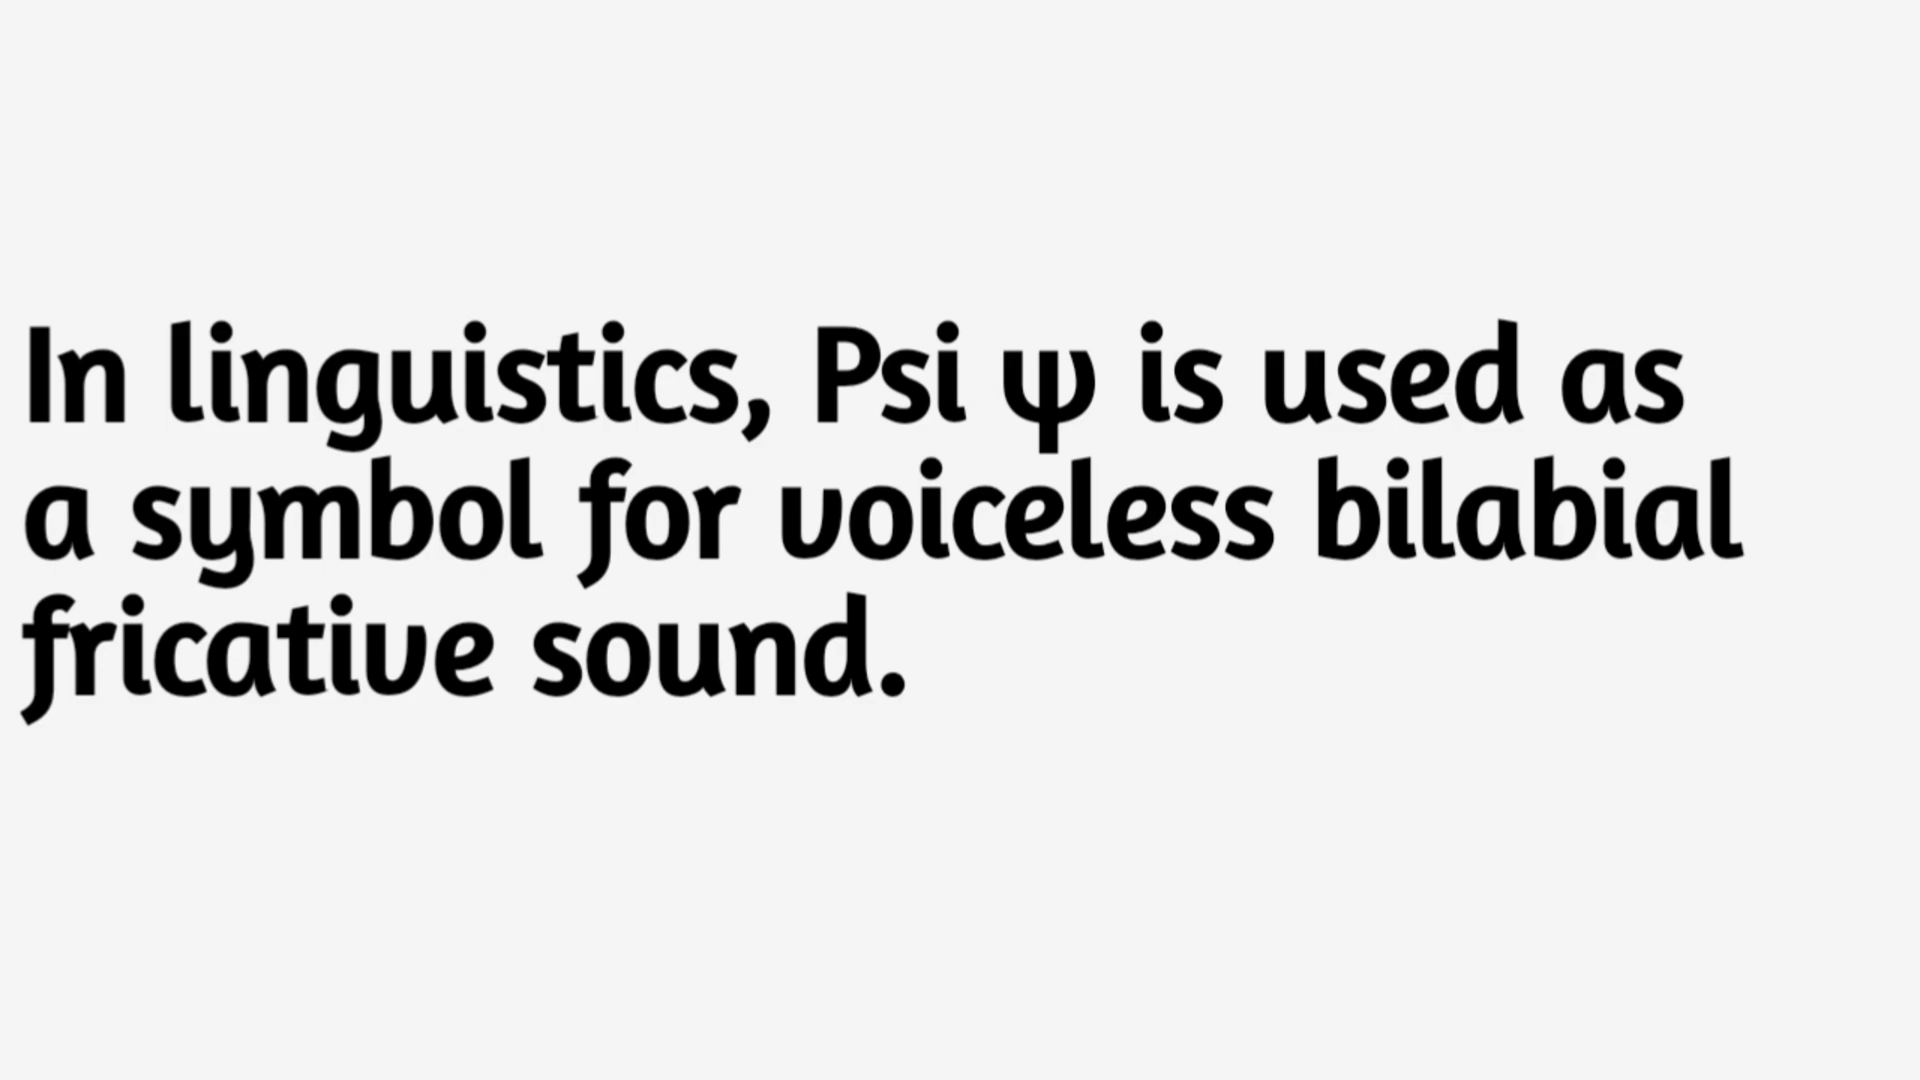 In linguistics, Psi ψ is used as
a symbol for voiceless bilabial
fricative sound.